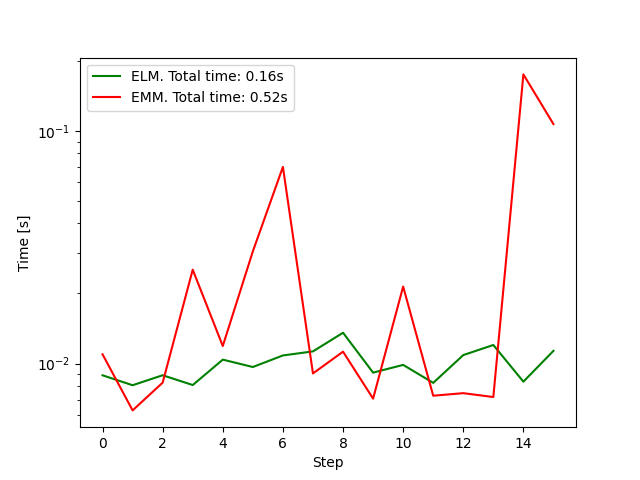 ELM. Total time: 0.16s
EMM. Total time: 0.52s
10⁻¹
10⁻²
Time [s]
0 2 4 6 8 10 12 14
Step